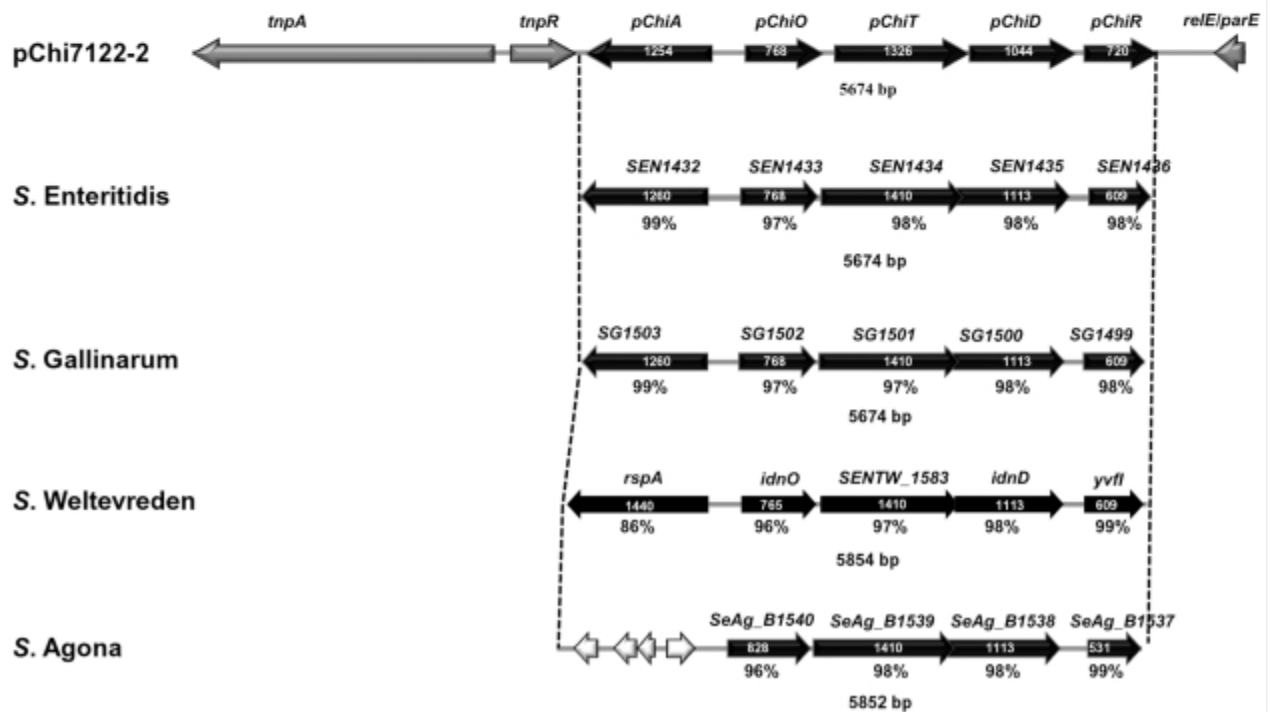 tnpA tnpR pChiA pChiO pChiT pChiD pChiR relE/parE
pChi7122-2 1254 768 1326 1044 720
5674 bp
SEN1432 SEN1433 SEN1434 SEN1435 SEN1436
S. Enteritidis 1260 768 1410 1113 609
99% 97% 98% 98% 98%
5674 bp
SG1503 SG1502 SG1501 SG1500 SG1499
S. Gallinarum 1260 768 1410 1113 609
99% 97% 97% 98% 98%
5674 bp
rspA idnO SENTW_1583 idnD yvfI
S. Weltevreden 1440 765 1410 1113 609
86% 96% 97% 98% 99%
5854 bp
SeAg_B1540 SeAg_B1539 SeAg_B1538 SeAg_B1537
S. Agona 828 1410 1113 531
96% 98% 98% 99%
5852 bp